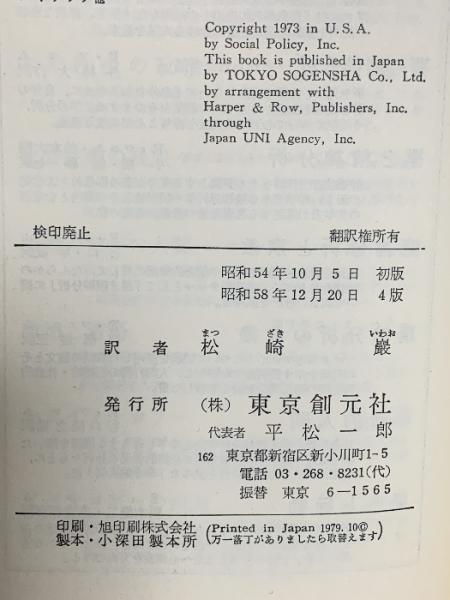 Copyright 1973 in U.S.A.
by Social Policy, Inc.
This book is published in Japan
by TOKYO SOGENSHA Co., Ltd.
by arrangement with
Harper & Row, Publishers, Inc.
through
Japan UNI Agency, Inc.
検印廃止 翻訳権所有
昭和54年10月5日 初版
昭和58年12月20日 4版
まつ ざき いわお
訳者 松崎巌
発行所 (株) 東京創元社
代表者 平松一郎
162 東京都新宿区新小川町1-5
電話 03・268・8231(代)
振替 東京 6—1565
印刷・旭印刷株式会社 (Printed in Japan 1979. 10©
製本・小深田製本所 万一落丁がありましたら取替えます)